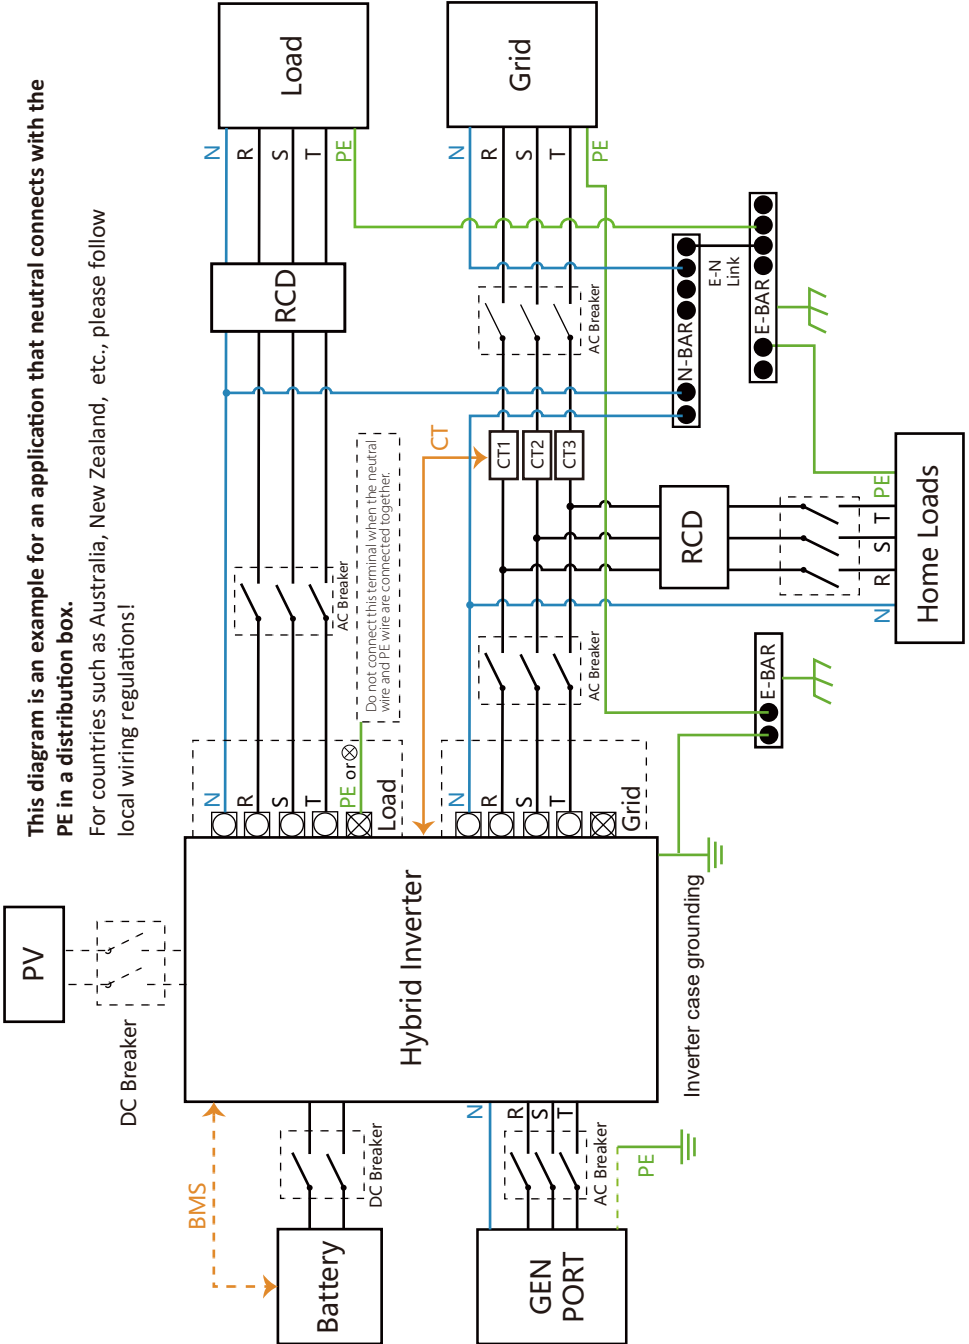 This diagram is an example for an application that neutral connects with the
PE in a distribution box.
For countries such as Australia, New Zealand, etc., please follow
local wiring regulations!
PV
DC Breaker
BMS
Battery
DC Breaker
GEN
PORT
N
R
S
T
AC Breaker
PE
Hybrid Inverter
Inverter case grounding
N
R
S
T
PE or
Load
N
R
S
T
Grid
AC Breaker
Do not connect this terminal when the neutral
wire and PE wire are connected together.
CT
CT1
CT2
CT3
AC Breaker
AC Breaker
RCD
N
R
S
T
PE
Load
N
R
S
T
PE
Grid
RCD
N
R
S
T
PE
Home Loads
E-BAR
N-BAR
E-N
Link
E-BAR